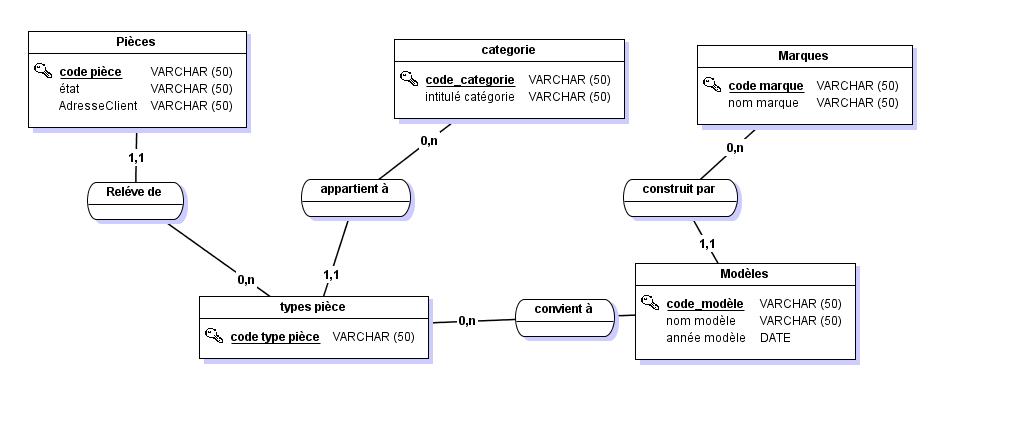 Pièces
code pièce VARCHAR (50)
état VARCHAR (50)
AdresseClient VARCHAR (50)
categorie
code_categorie VARCHAR (50)
intitulé catégorie VARCHAR (50)
Marques
code marque VARCHAR (50)
nom marque VARCHAR (50)
1,1
0,n
0,n
Reléve de
appartient à
construit par
0,n
1,1
1,1
types pièce
code type pièce VARCHAR (50)
0,n
convient à
Modèles
code_modèle VARCHAR (50)
nom modèle VARCHAR (50)
année modèle DATE